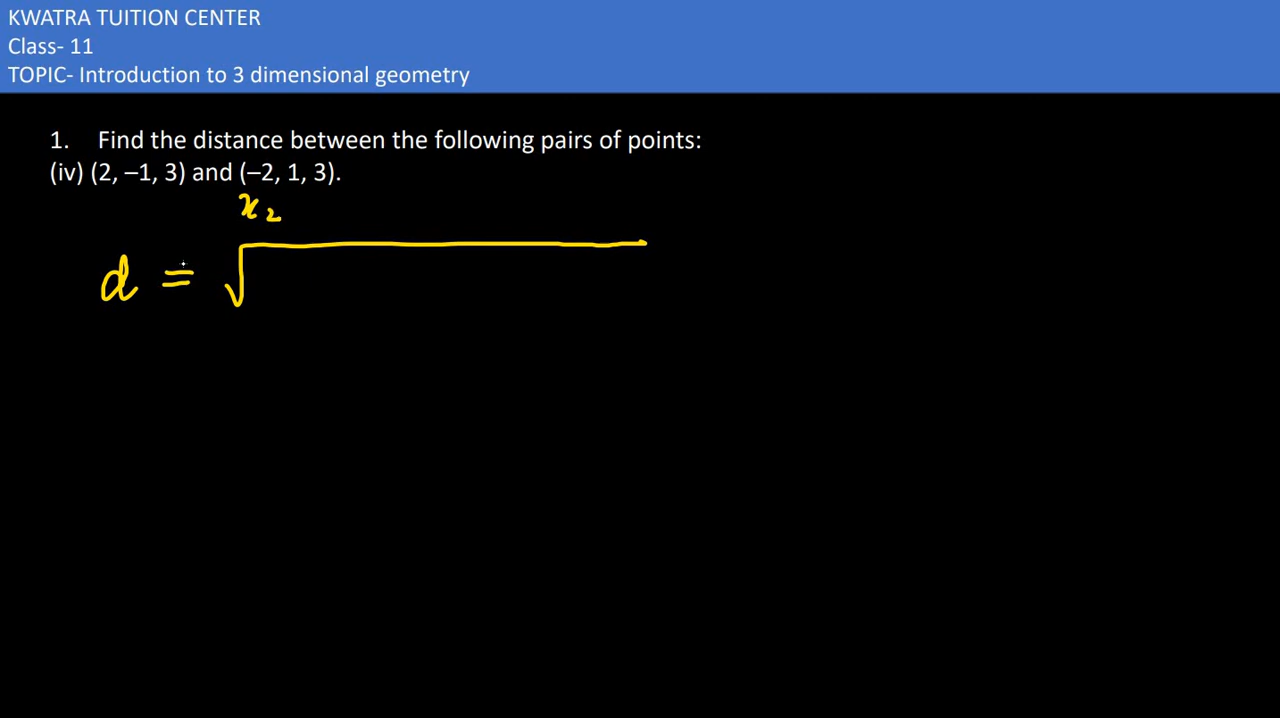 KWATRA TUITION CENTER
Class- 11
TOPIC- Introduction to 3 dimensional geometry
1. Find the distance between the following pairs of points:
(iv) (2, –1, 3) and (–2, 1, 3).
x₂
d = √